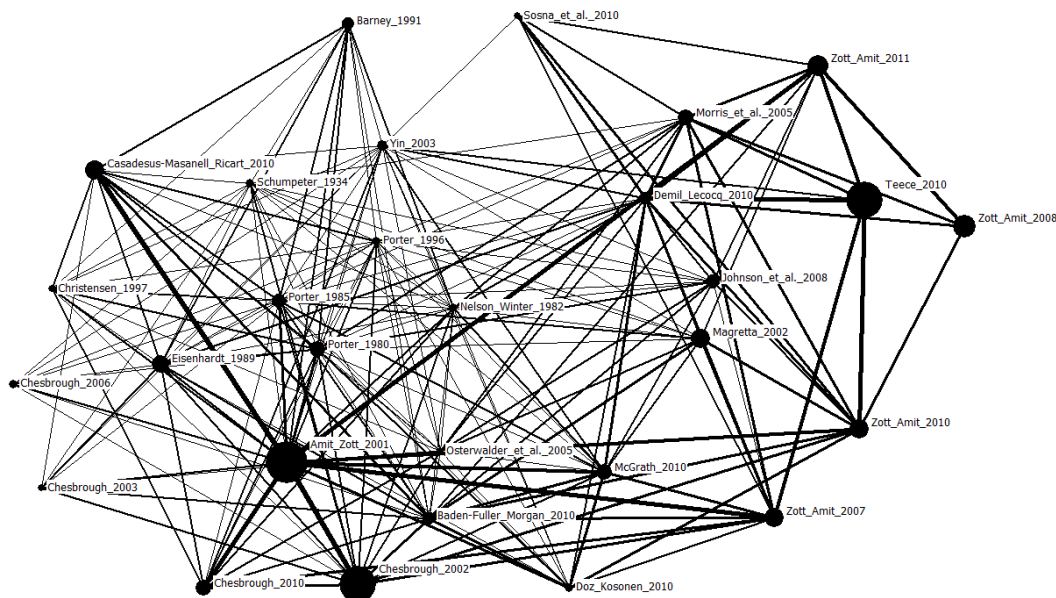 Sosna_et_al._2010
Barney_1991
Zott_Amit_2011
Morris_et_al._2005
Yin_2003
Casadesus-Masanell_Ricart_2010
Teece_2010
Schumpeter_1934
Demil_Lecocq_2010
Zott_Amit_2008
Porter_1996
Johnson_et_al._2008
Christensen_1997
Porter_1985
Nelson_Winter_1982
Magretta_2002
Porter_1980
Eisenhardt_1989
Chesbrough_2006
Zott_Amit_2010
Amit_Zott_2001
Osterwalder_et_al._2005
McGrath_2010
Chesbrough_2003
Baden-Fuller_Morgan_2010
Zott_Amit_2007
Chesbrough_2002
Chesbrough_2010
Doz_Kosonen_2010